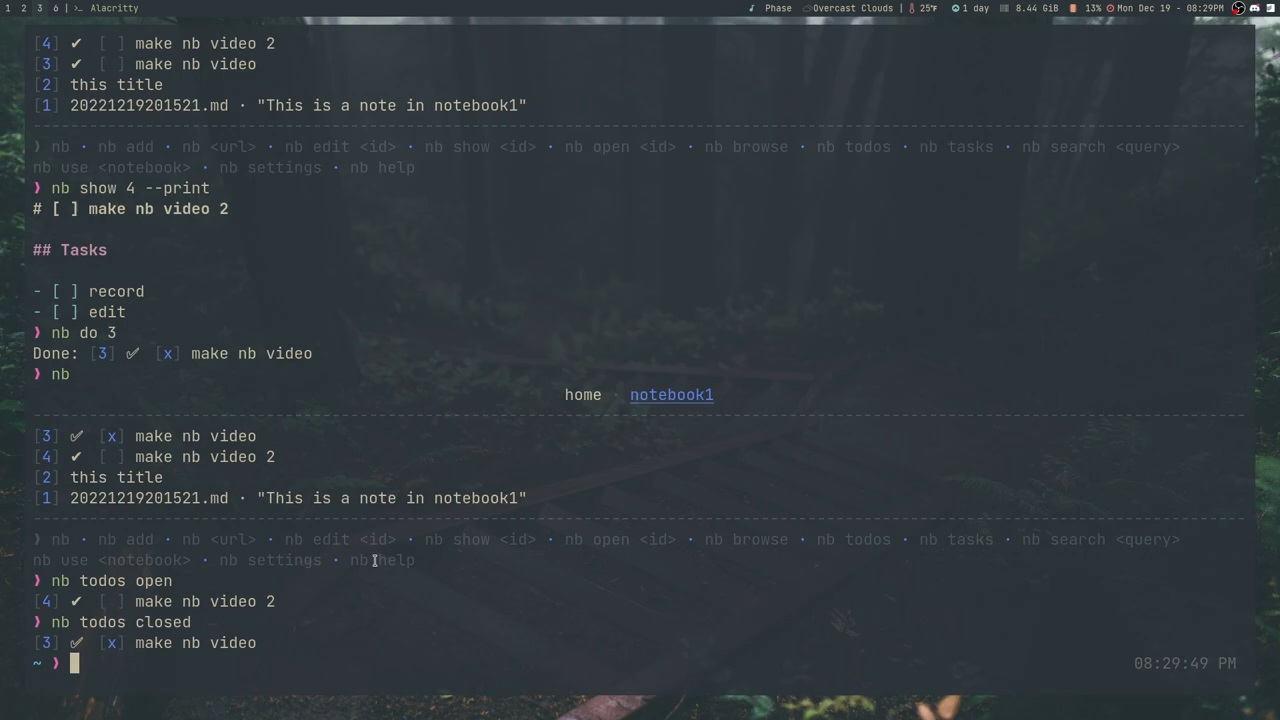 1 2 3 6 | >_ Alacritty Phase Overcast Clouds | 25°F 1 day 8.44 GiB 13% Mon Dec 19 - 08:29PM
[4] ✔ [ ] make nb video 2
[3] ✔ [ ] make nb video
[2] this title
[1] 20221219201521.md · "This is a note in notebook1"
❯ nb · nb add · nb <url> · nb edit <id> · nb show <id> · nb open <id> · nb browse · nb todos · nb tasks · nb search <query>
nb use <notebook> · nb settings · nb help
❯ nb show 4 --print
# [ ] make nb video 2
## Tasks
- [ ] record
- [ ] edit
❯ nb do 3
Done: [3] ✅ [x] make nb video
❯ nb
home · notebook1
[3] ✅ [x] make nb video
[4] ✔ [ ] make nb video 2
[2] this title
[1] 20221219201521.md · "This is a note in notebook1"
❯ nb · nb add · nb <url> · nb edit <id> · nb show <id> · nb open <id> · nb browse · nb todos · nb tasks · nb search <query>
nb use <notebook> · nb settings · nb help
❯ nb todos open
[4] ✔ [ ] make nb video 2
❯ nb todos closed
[3] ✅ [x] make nb video
~ ❯ 08:29:49 PM